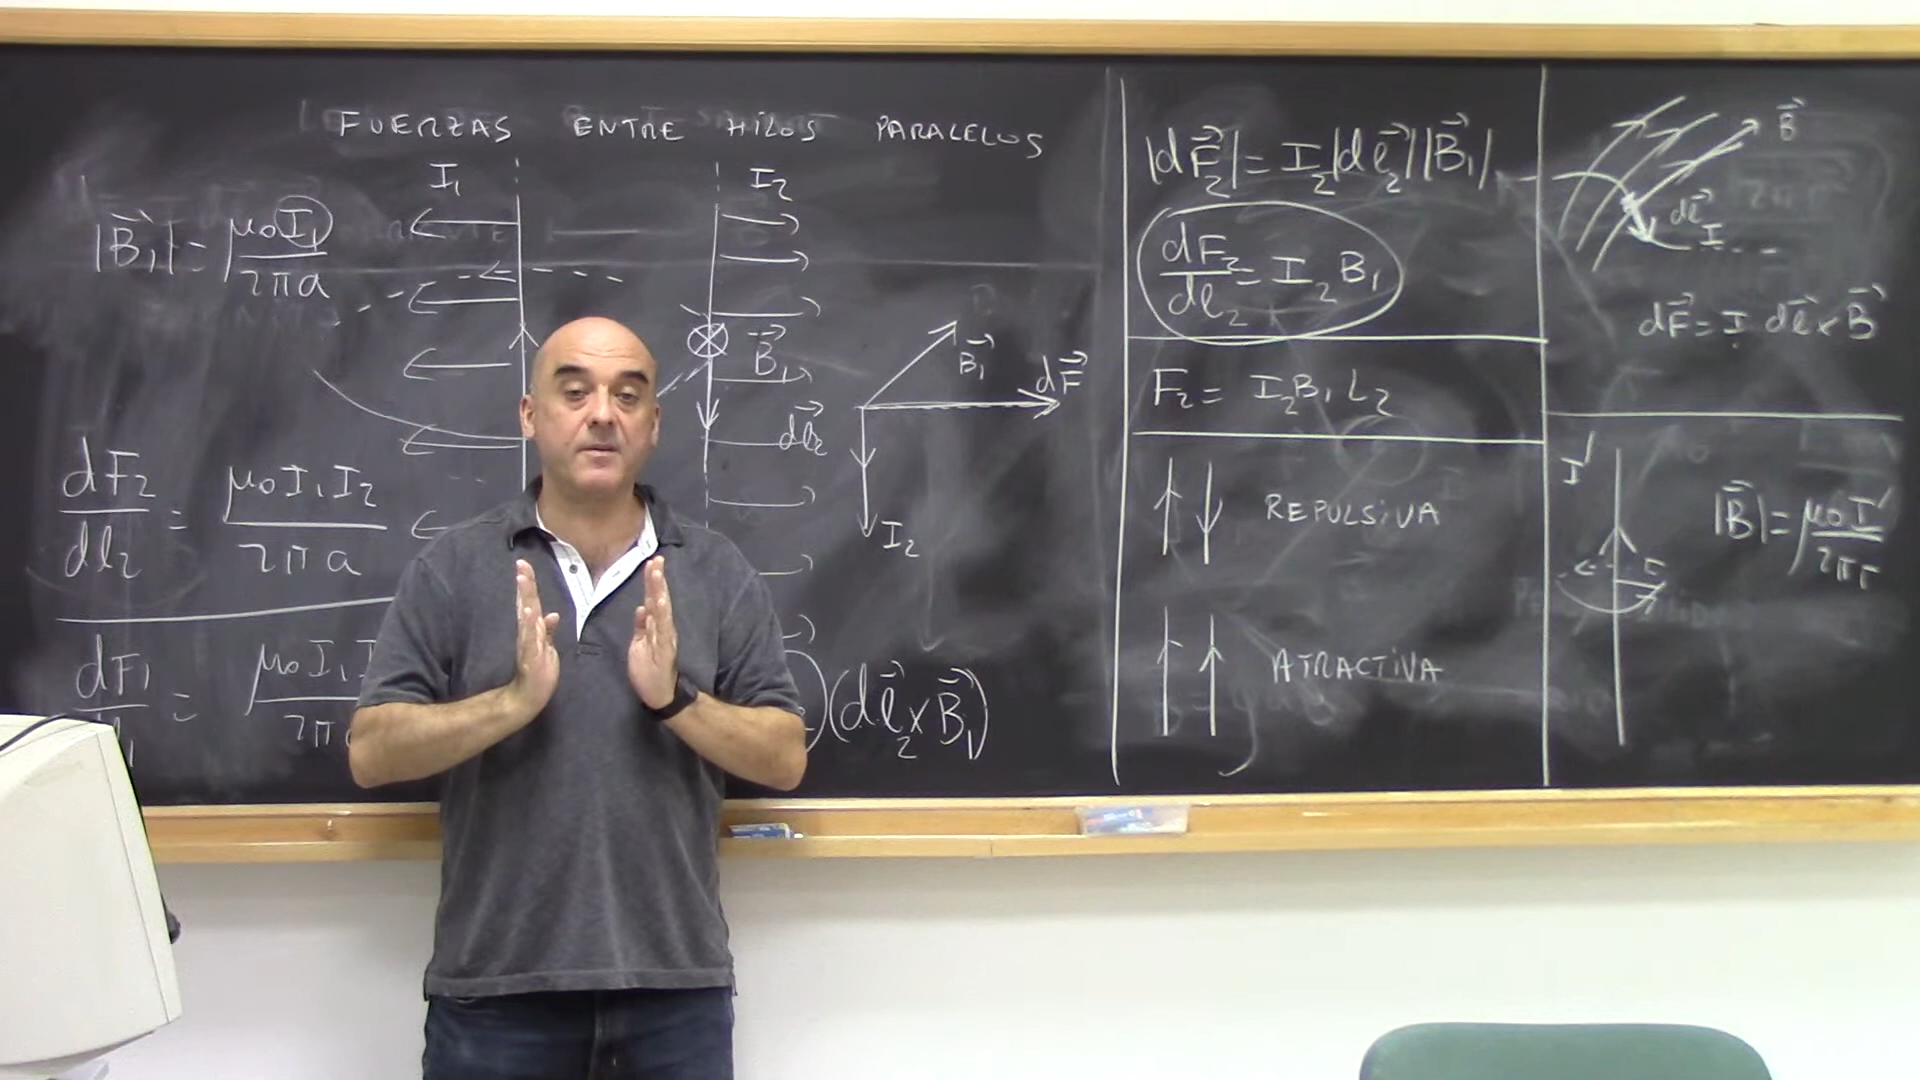 FUERZAS ENTRE HILOS PARALELOS
I₁ I₂
|B⃗₁| = μ₀I₁ / 2πa
B⃗₁
dl⃗₂
dF₂/dl₂ = μ₀I₁I₂ / 2πa
dF₁
μ₀I₁I
2π
B⃗₁
dF⃗
I₂
(dl⃗₂×B⃗₁)
|dF⃗₂| = I₂|dl⃗₂||B⃗₁|
dF₂/dl₂ = I₂B₁
F₂ = I₂B₁L₂
REPULSIVA
ATRACTIVA
B⃗
dl⃗
I
dF⃗ = I dl⃗×B⃗
I'
r
|B⃗| = μ₀I' / 2πr